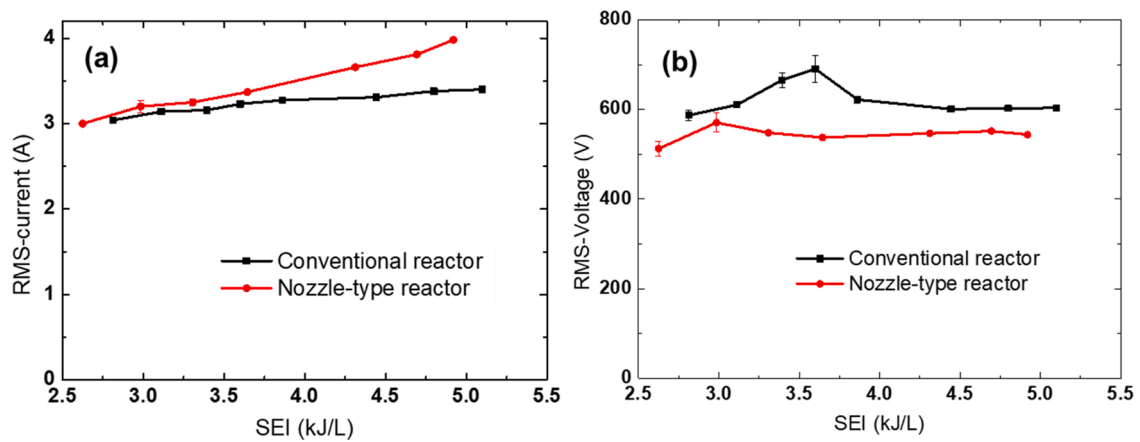 (a)
RMS-current (A)
4
3
2
1
0
Conventional reactor
Nozzle-type reactor
2.5 3.0 3.5 4.0 4.5 5.0 5.5
SEI (kJ/L)
(b)
RMS-Voltage (V)
800
600
400
200
0
Conventional reactor
Nozzle-type reactor
2.5 3.0 3.5 4.0 4.5 5.0 5.5
SEI (kJ/L)